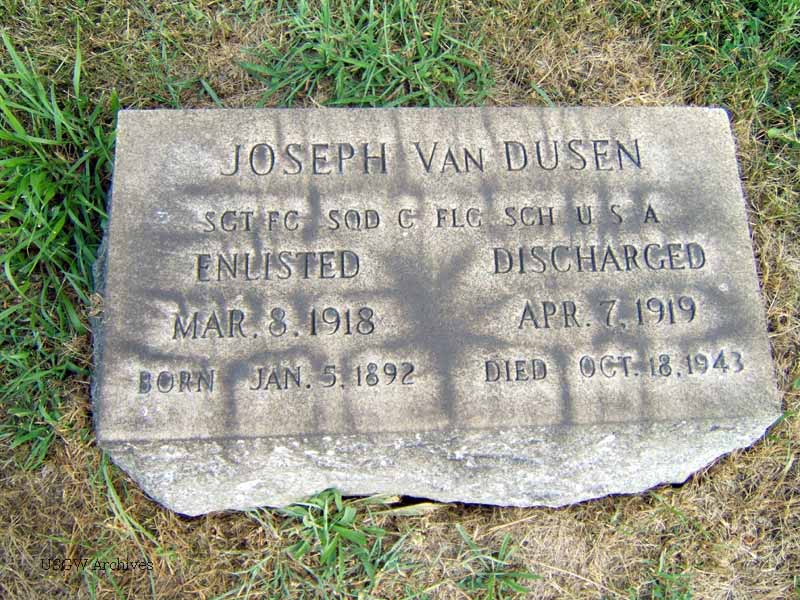 JOSEPH VAN DUSEN
SGT FC SQD C FLG SCH U S A
ENLISTED DISCHARGED
MAR. 8. 1918 APR. 7, 1919
BORN JAN. 5. 1892 DIED OCT. 18, 1943
USGW Archives